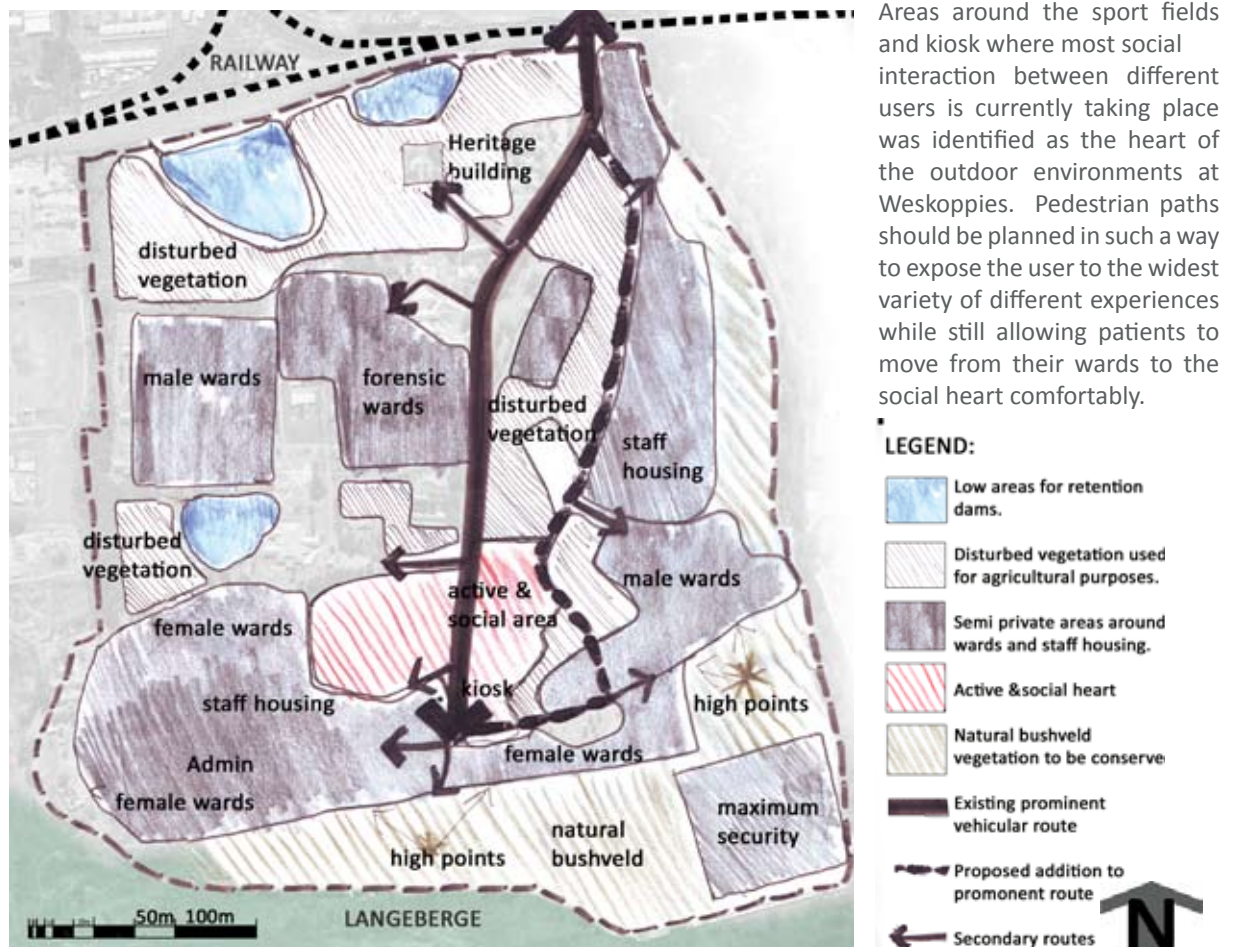 RAILWAY
Heritage
building
disturbed
vegetation
male wards
forensic
wards
disturbed
vegetation
staff
housing
disturbed
vegetation
active &
social area
male wards
female wards
kiosk
staff housing
high points
female wards
Admin
female wards
maximum
security
natural
bushveld
high points
50m 100m
LANGEBERGE
Areas around the sport fields
and kiosk where most social
interaction between different
users is currently taking place
was identified as the heart of
the outdoor environments at
Weskoppies. Pedestrian paths
should be planned in such a way
to expose the user to the widest
variety of different experiences
while still allowing patients to
move from their wards to the
social heart comfortably.
LEGEND:
Low areas for retention
dams.
Disturbed vegetation used
for agricultural purposes.
Semi private areas around
wards and staff housing.
Active &social heart
Natural bushveld
vegetation to be conserve
Existing prominent
vehicular route
Proposed addition to
promonent route
Secondary routes
N